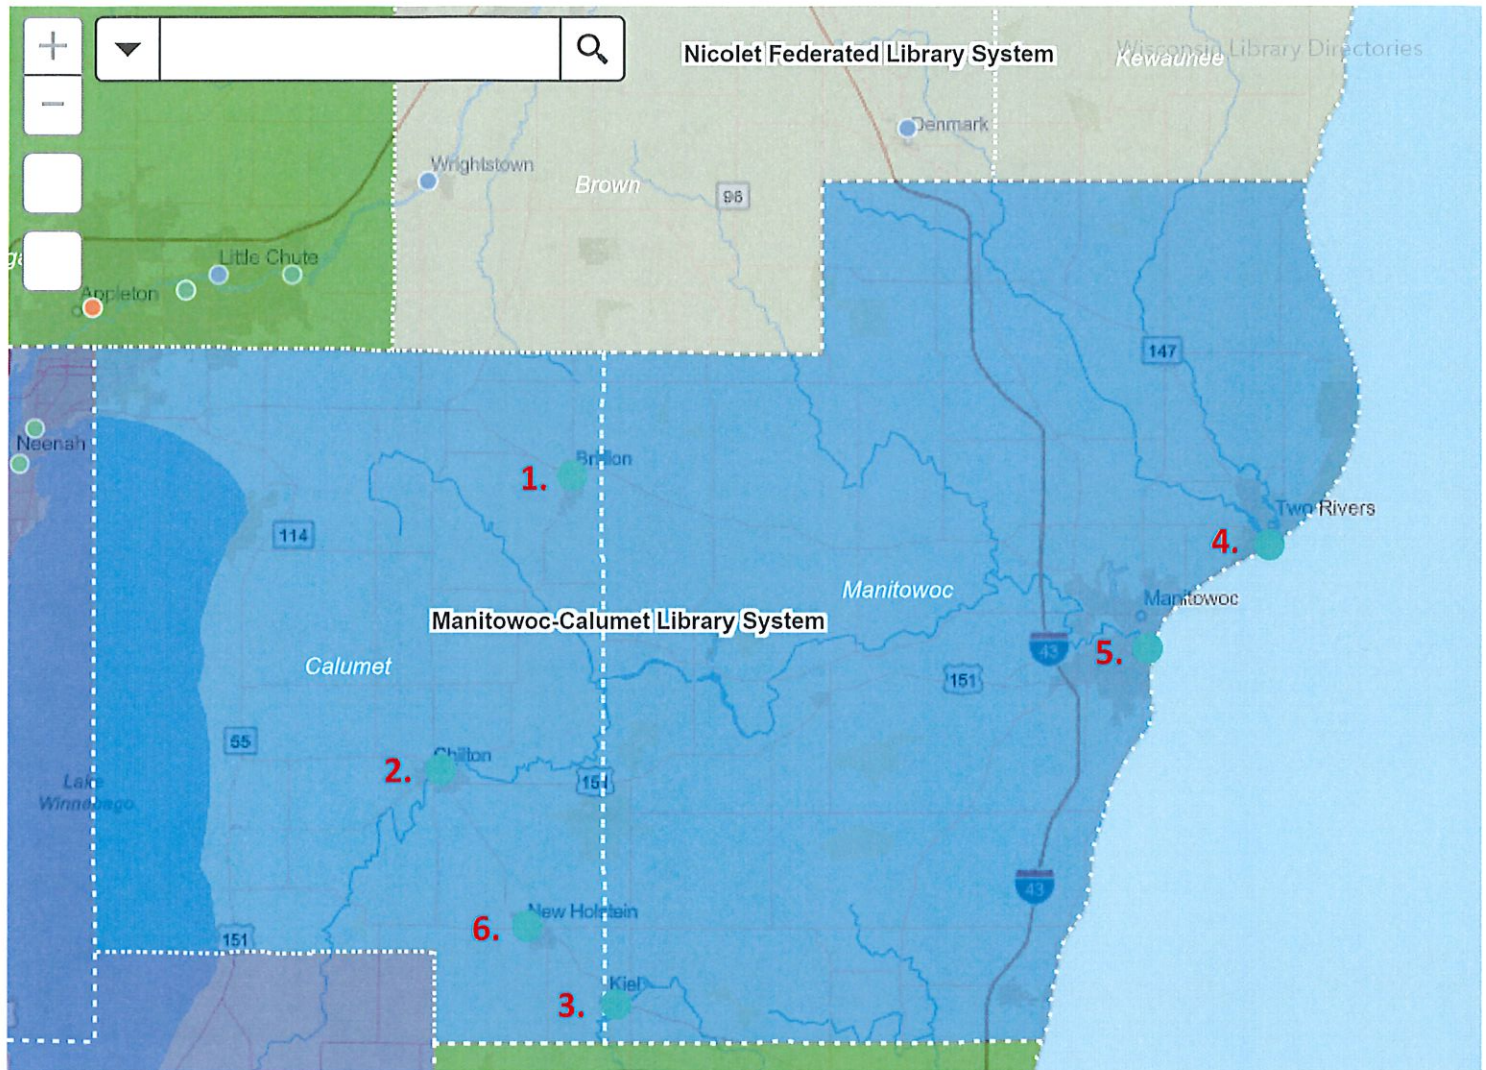 Nicolet Federated Library System
Wisconsin Library Directories
Kewaunee
Denmark
Wrightstown
Brown
96
Little Chute
Appleton
147
Neenah
Brillion
1.
114
Two Rivers
4.
Manitowoc
Manitowoc
Manitowoc-Calumet Library System
43
5.
Calumet
151
55
Chilton
2.
151
Lake
Winnebago
43
New Holstein
6.
151
Kiel
3.